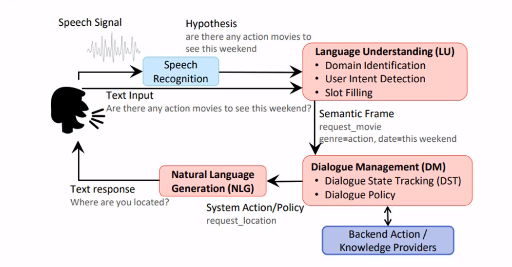 Speech Signal
Hypothesis
are there any action movies to
see this weekend
Speech
Recognition
Language Understanding (LU)
• Domain Identification
• User Intent Detection
• Slot Filling
Text Input
Are there any action movies to see this weekend?
Semantic Frame
request_movie
genre=action, date=this weekend
Natural Language
Generation (NLG)
Dialogue Management (DM)
• Dialogue State Tracking (DST)
• Dialogue Policy
Text response
Where are you located?
System Action/Policy
request_location
Backend Action /
Knowledge Providers